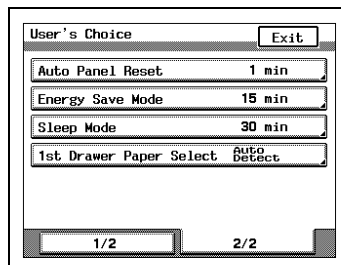 User's Choice Exit
Auto Panel Reset 1 min
Energy Save Mode 15 min
Sleep Mode 30 min
1st Drawer Paper Select Auto Detect
1/2 2/2